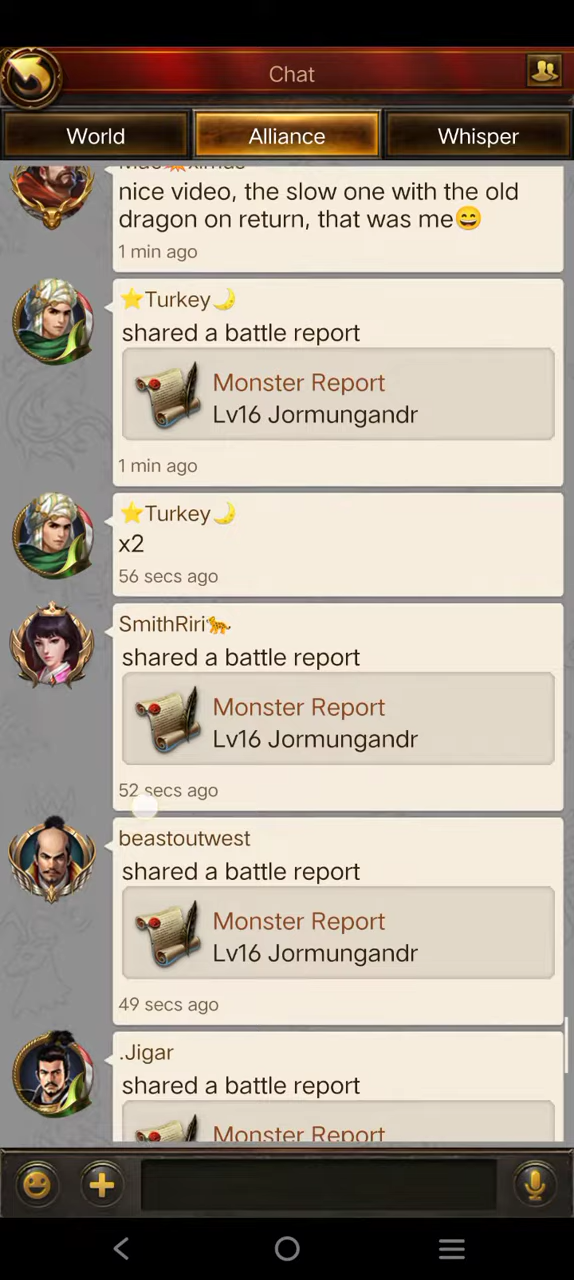 Chat
World
Alliance
Whisper
nice video, the slow one with the old
dragon on return, that was me😄
1 min ago
⭐Turkey🌙
shared a battle report
Monster Report
Lv16 Jormungandr
1 min ago
⭐Turkey🌙
x2
56 secs ago
SmithRiri🐆
shared a battle report
Monster Report
Lv16 Jormungandr
52 secs ago
beastoutwest
shared a battle report
Monster Report
Lv16 Jormungandr
49 secs ago
.Jigar
shared a battle report
Monster Report